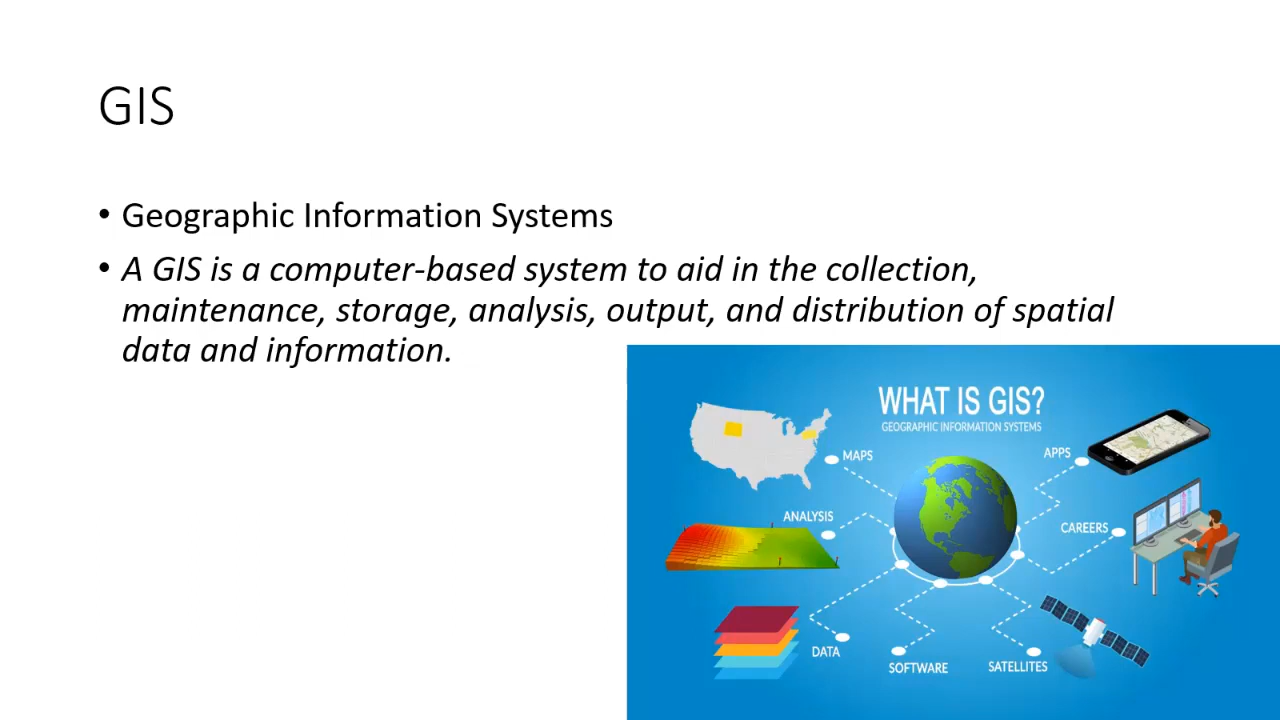 GIS
• Geographic Information Systems
• A GIS is a computer-based system to aid in the collection,
maintenance, storage, analysis, output, and distribution of spatial
data and information.
WHAT IS GIS?
GEOGRAPHIC INFORMATION SYSTEMS
MAPS
APPS
ANALYSIS
CAREERS
DATA
SOFTWARE
SATELLITES